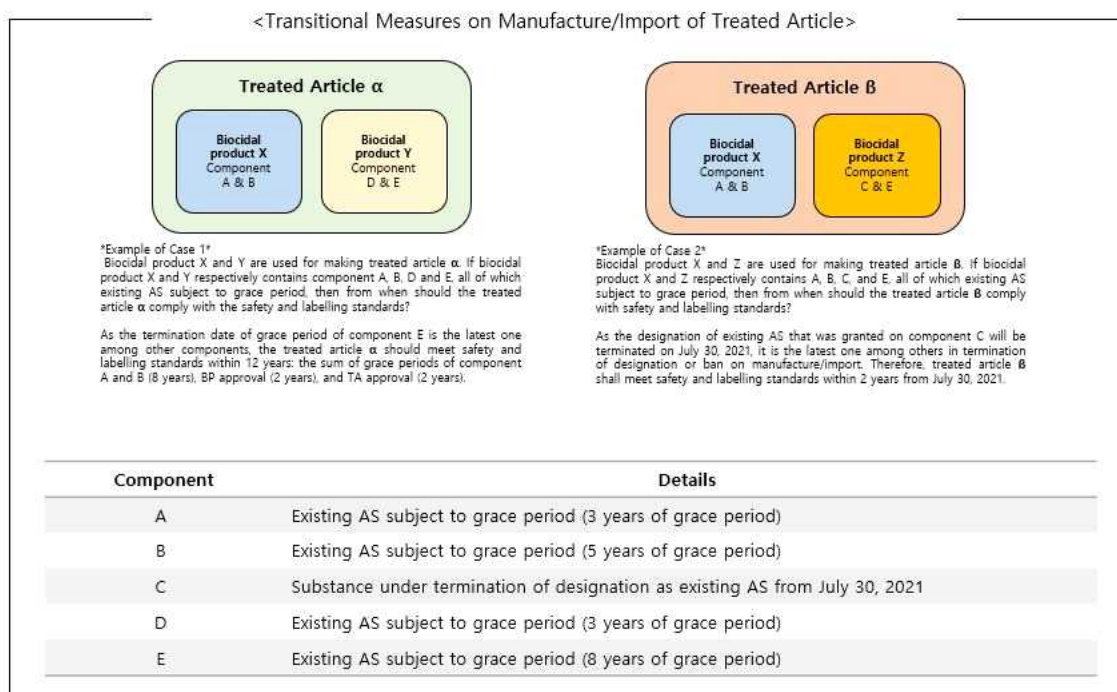 <Transitional Measures on Manufacture/Import of Treated Article>
Treated Article α
Biocidal
product X
Component
A & B
Biocidal
product Y
Component
D & E
Treated Article ß
Biocidal
product X
Component
A & B
Biocidal
product Z
Component
C & E
*Example of Case 1*
Biocidal product X and Y are used for making treated article α. If biocidal
product X and Y respectively contains component A, B, D and E, all of which
existing AS subject to grace period, then from when should the treated
article α comply with the safety and labelling standards?
As the termination date of grace period of component E is the latest one
among other components, the treated article α should meet safety and
labelling standards within 12 years: the sum of grace periods of component
A and B (8 years), BP approval (2 years), and TA approval (2 years).
*Example of Case 2*
Biocidal product X and Z are used for making treated article ß. If biocidal
product X and Z respectively contains A, B, C, and E, all of which existing AS
subject to grace period, then from when should the treated article ß comply
with safety and labelling standards?
As the designation of existing AS that was granted on component C will be
terminated on July 30, 2021, it is the latest one among others in termination
of designation or ban on manufacture/import. Therefore, treated article ß
shall meet safety and labelling standards within 2 years from July 30, 2021.
Component Details
A Existing AS subject to grace period (3 years of grace period)
B Existing AS subject to grace period (5 years of grace period)
C Substance under termination of designation as existing AS from July 30, 2021
D Existing AS subject to grace period (3 years of grace period)
E Existing AS subject to grace period (8 years of grace period)